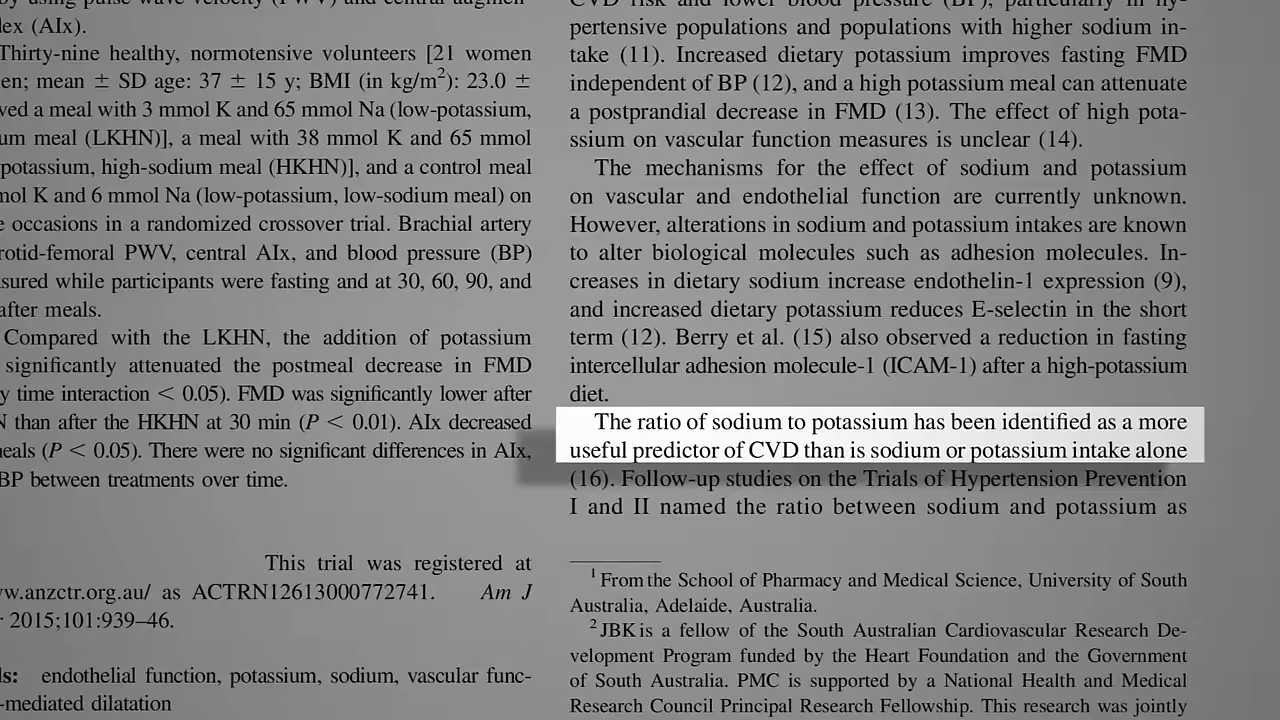 by using pulse wave velocity (PWV) and central augmen-
dex (AIx).
Thirty-nine healthy, normotensive volunteers [21 women
en; mean ± SD age: 37 ± 15 y; BMI (in kg/m2): 23.0 ±
ved a meal with 3 mmol K and 65 mmol Na (low-potassium,
um meal (LKHN)], a meal with 38 mmol K and 65 mmol
potassium, high-sodium meal (HKHN)], and a control meal
mol K and 6 mmol Na (low-potassium, low-sodium meal) on
e occasions in a randomized crossover trial. Brachial artery
rotid-femoral PWV, central AIx, and blood pressure (BP)
sured while participants were fasting and at 30, 60, 90, and
after meals.
Compared with the LKHN, the addition of potassium
significantly attenuated the postmeal decrease in FMD
y time interaction < 0.05). FMD was significantly lower after
N than after the HKHN at 30 min (P < 0.01). AIx decreased
neals (P < 0.05). There were no significant differences in AIx,
BP between treatments over time.
This trial was registered at
ww.anzctr.org.au/ as ACTRN12613000772741. Am J
r 2015;101:939–46.
ds: endothelial function, potassium, sodium, vascular func-
-mediated dilatation
CVD risk and lower blood pressure (BP), particularly in hy-
pertensive populations and populations with higher sodium in-
take (11). Increased dietary potassium improves fasting FMD
independent of BP (12), and a high potassium meal can attenuate
a postprandial decrease in FMD (13). The effect of high pota-
ssium on vascular function measures is unclear (14).
The mechanisms for the effect of sodium and potassium
on vascular and endothelial function are currently unknown.
However, alterations in sodium and potassium intakes are known
to alter biological molecules such as adhesion molecules. In-
creases in dietary sodium increase endothelin-1 expression (9),
and increased dietary potassium reduces E-selectin in the short
term (12). Berry et al. (15) also observed a reduction in fasting
intercellular adhesion molecule-1 (ICAM-1) after a high-potassium
diet.
The ratio of sodium to potassium has been identified as a more
useful predictor of CVD than is sodium or potassium intake alone
(16). Follow-up studies on the Trials of Hypertension Prevention
I and II named the ratio between sodium and potassium as
1 From the School of Pharmacy and Medical Science, University of South
Australia, Adelaide, Australia.
2 JBK is a fellow of the South Australian Cardiovascular Research De-
velopment Program funded by the Heart Foundation and the Government
of South Australia. PMC is supported by a National Health and Medical
Research Council Principal Research Fellowship. This research was jointly